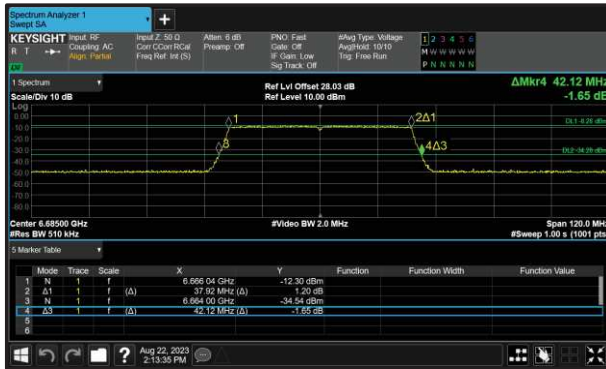 Spectrum Analyzer 1
Swept SA
+
KEYSIGHT Input: RF Input Z: 50 Ω Atten: 6 dB PNO: Fast #Avg Type: Voltage 1 2 3 4 5 6
R T Coupling: AC Corr CCorr RCal Preamp: Off Gate: Off Avg|Hold: 10/10 M W W W W W
Align: Partial Freq Ref: Int (S) IF Gain: Low Trig: Free Run P N N N N N
Sig Track: Off
1 Spectrum Ref Lvl Offset 28.03 dB ΔMkr4 42.12 MHz
Scale/Div 10 dB Ref Level 10.00 dBm -1.65 dB
Log
0.00 1 2Δ1
-10.0 DL1 -8.28 dBm
-20.0
-30.0 3 4Δ3 DL2 -34.28 dBm
-40.0
-50.0
-60.0
-70.0
-80.0
Center 6.68500 GHz #Video BW 2.0 MHz Span 120.0 MHz
#Res BW 510 kHz #Sweep 1.00 s (1001 pts)
5 Marker Table
Mode Trace Scale X Y Function Function Width Function Value
1 N 1 f 6.666 04 GHz -12.30 dBm
2 Δ1 1 f (Δ) 37.92 MHz (Δ) 1.20 dB
3 N 1 f 6.664 00 GHz -34.54 dBm
4 Δ3 1 f (Δ) 42.12 MHz (Δ) -1.65 dB
5
6
? Aug 22, 2023
2:13:35 PM